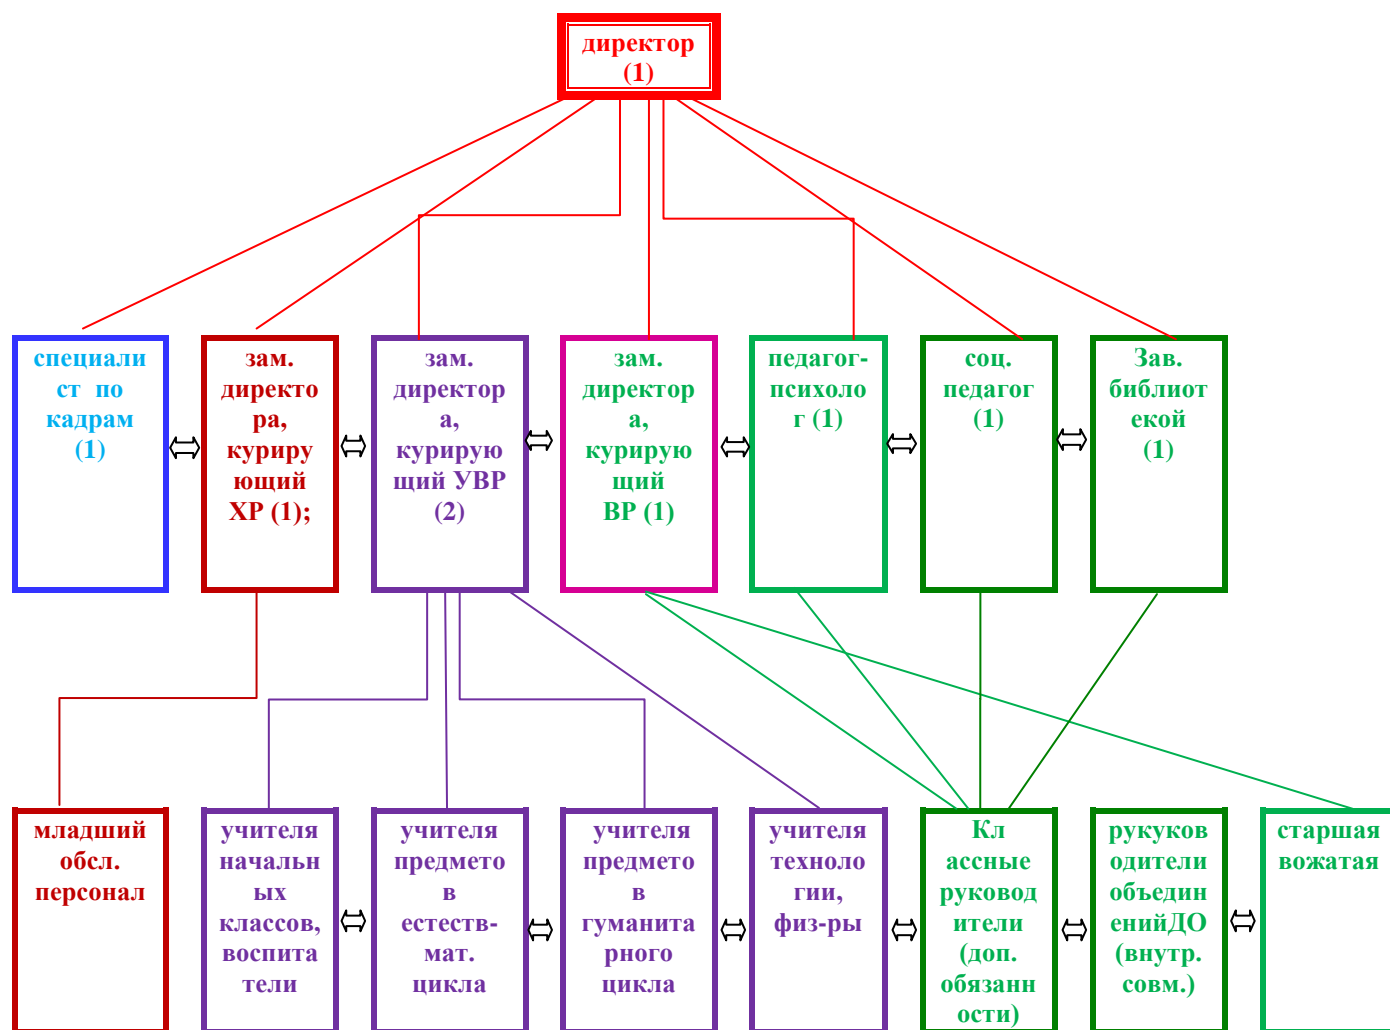 директор
(1)
специали
ст по
кадрам
(1)
зам.
директо
ра,
куриру
ющий
ХР (1);
зам.
директор
а,
курирую
щий УВР
(2)
зам.
директор
а,
курирую
щий
ВР (1)
педагог-
психоло
г (1)
соц.
педагог
(1)
Зав.
библиот
екой
(1)
младший
обсл.
персонал
учителя
начальн
ых
классов,
воспита
тели
учителя
предмето
в
естеств-
мат.
цикла
учителя
предмето
в
гуманита
рного
цикла
учителя
техноло
гии,
физ-ры
Кл
ассные
руковод
ители
(доп.
обязанн
ости)
рукуков
одители
объедин
енийДО
(внутр.
совм.)
старшая
вожатая